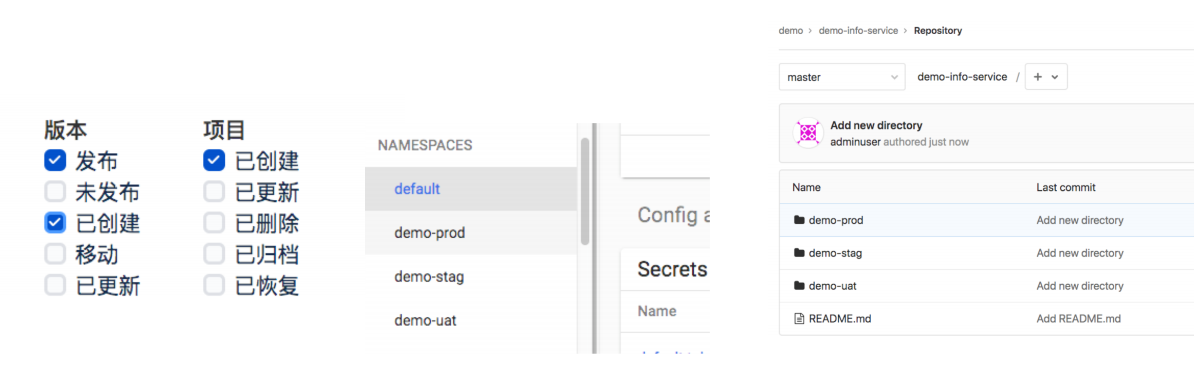 版本
发布
未发布
已创建
移动
已更新
项目
已创建
已更新
已删除
已归档
已恢复
NAMESPACES
default
demo-prod
demo-stag
demo-uat
Config a
Secrets
Name
demo > demo-info-service > Repository
master demo-info-service / +
Add new directory
adminuser authored just now
Name Last commit
demo-prod Add new directory
demo-stag Add new directory
demo-uat Add new directory
README.md Add README.md